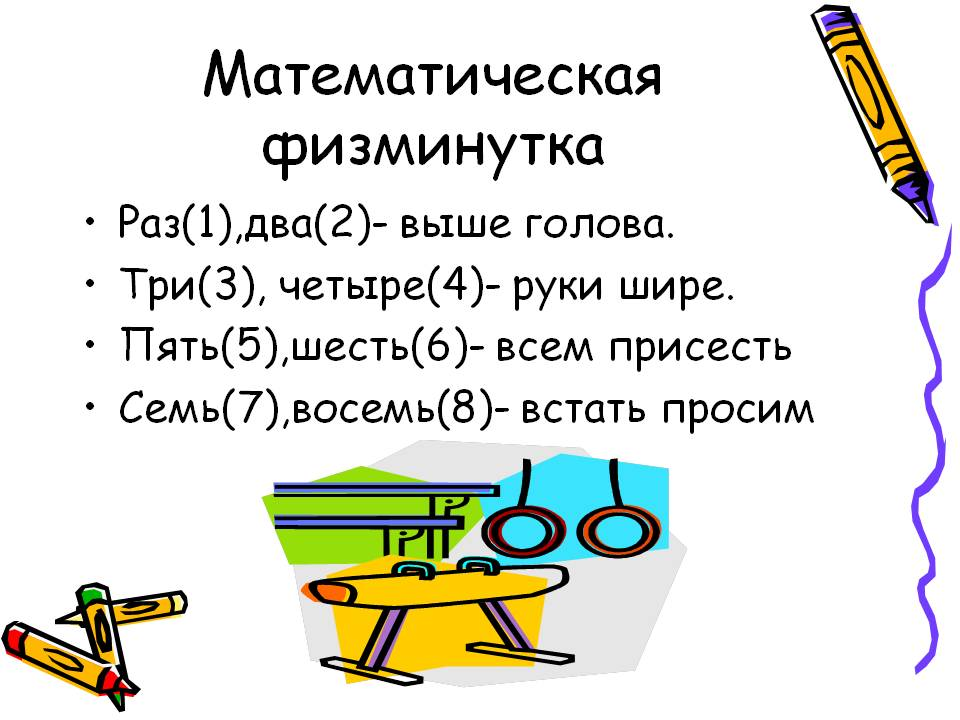 Математическая
физминутка
• Раз(1),два(2)- выше голова.
• Три(3), четыре(4)- руки шире.
• Пять(5),шесть(6)- всем присесть
• Семь(7),восемь(8)- встать просим